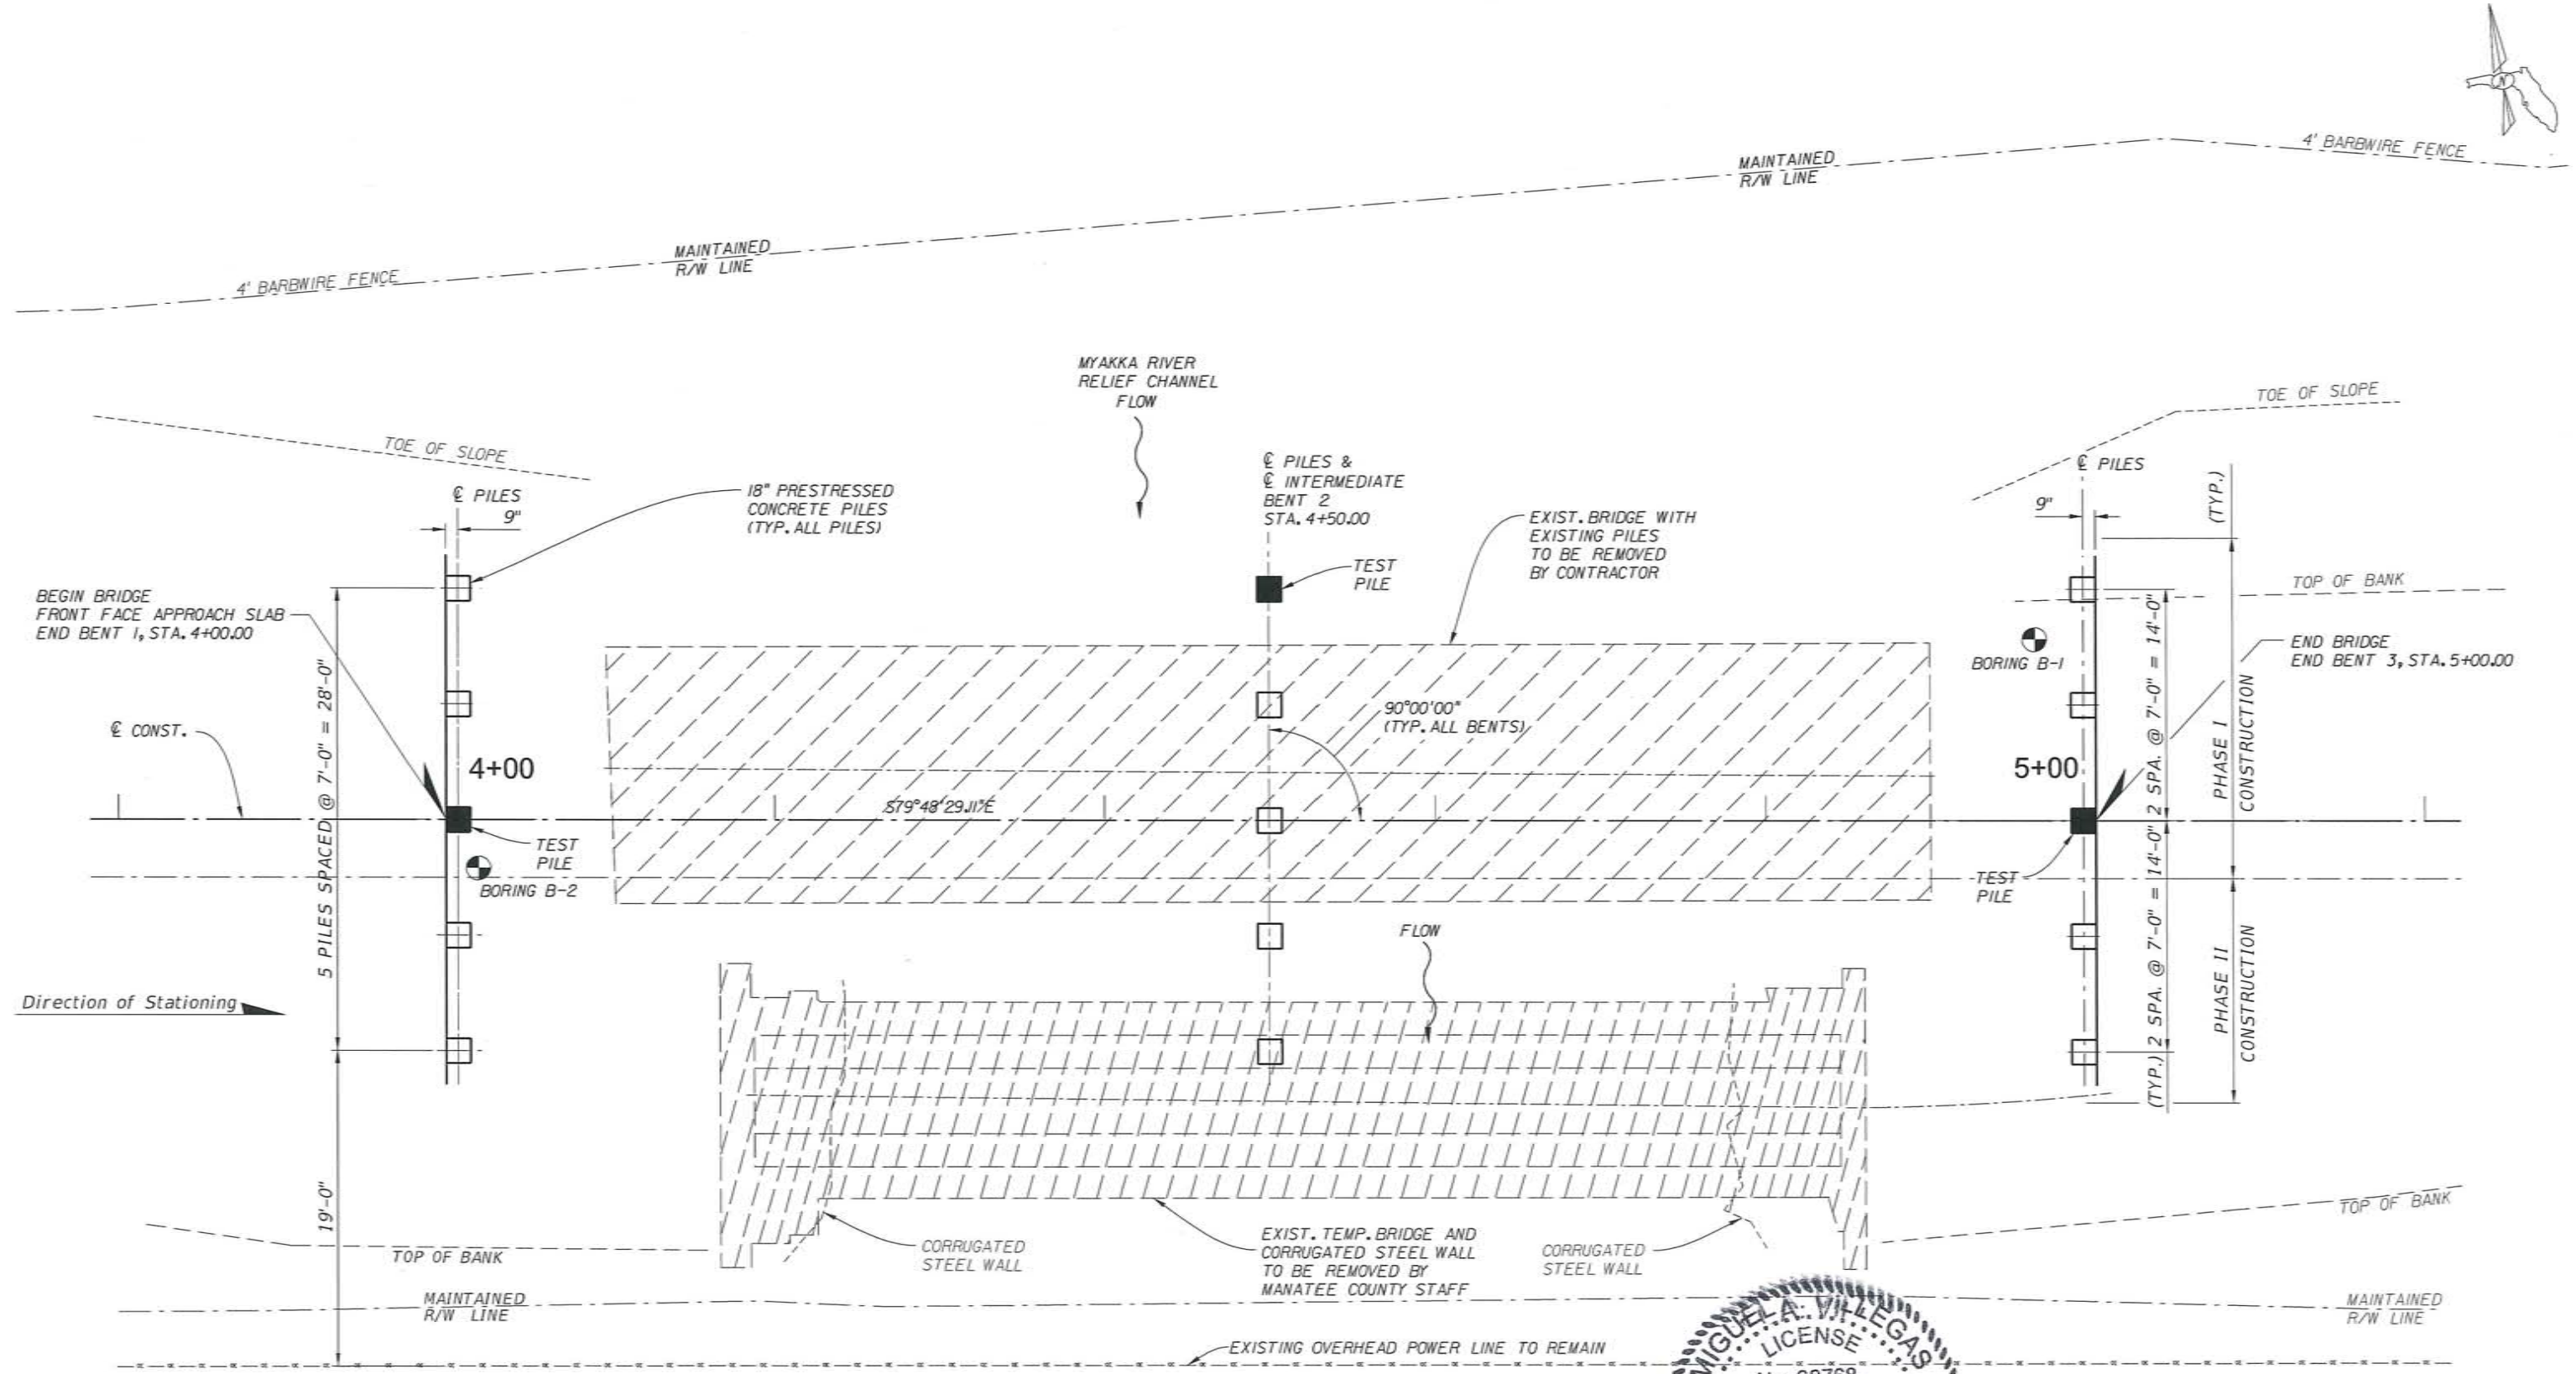 N
4' BARBWIRE FENCE
MAINTAINED
R/W LINE
MAINTAINED
R/W LINE
4' BARBWIRE FENCE
MYAKKA RIVER
RELIEF CHANNEL
FLOW
TOE OF SLOPE
TOE OF SLOPE
℄ PILES
9"
18" PRESTRESSED
CONCRETE PILES
(TYP. ALL PILES)
℄ PILES &
℄ INTERMEDIATE
BENT 2
STA. 4+50.00
TEST
PILE
EXIST. BRIDGE WITH
EXISTING PILES
TO BE REMOVED
BY CONTRACTOR
℄ PILES
9"
(TYP.)
TOP OF BANK
BEGIN BRIDGE
FRONT FACE APPROACH SLAB
END BENT 1, STA. 4+00.00
BORING B-1
END BRIDGE
END BENT 3, STA. 5+00.00
5 PILES SPACED @ 7'-0" = 28'-0"
℄ CONST.
4+00
90°00'00"
(TYP. ALL BENTS)
5+00
2 SPA. @ 7'-0" = 14'-0"
PHASE I
CONSTRUCTION
S79°48'29.11"E
TEST
PILE
BORING B-2
TEST
PILE
FLOW
(TYP.) 2 SPA. @ 7'-0" = 14'-0"
PHASE II
CONSTRUCTION
Direction of Stationing
19'-0"
TOP OF BANK
CORRUGATED
STEEL WALL
EXIST. TEMP. BRIDGE AND
CORRUGATED STEEL WALL
TO BE REMOVED BY
MANATEE COUNTY STAFF
CORRUGATED
STEEL WALL
TOP OF BANK
MAINTAINED
R/W LINE
MAINTAINED
R/W LINE
EXISTING OVERHEAD POWER LINE TO REMAIN
MIGUEL A. VILLEGAS
LICENSE